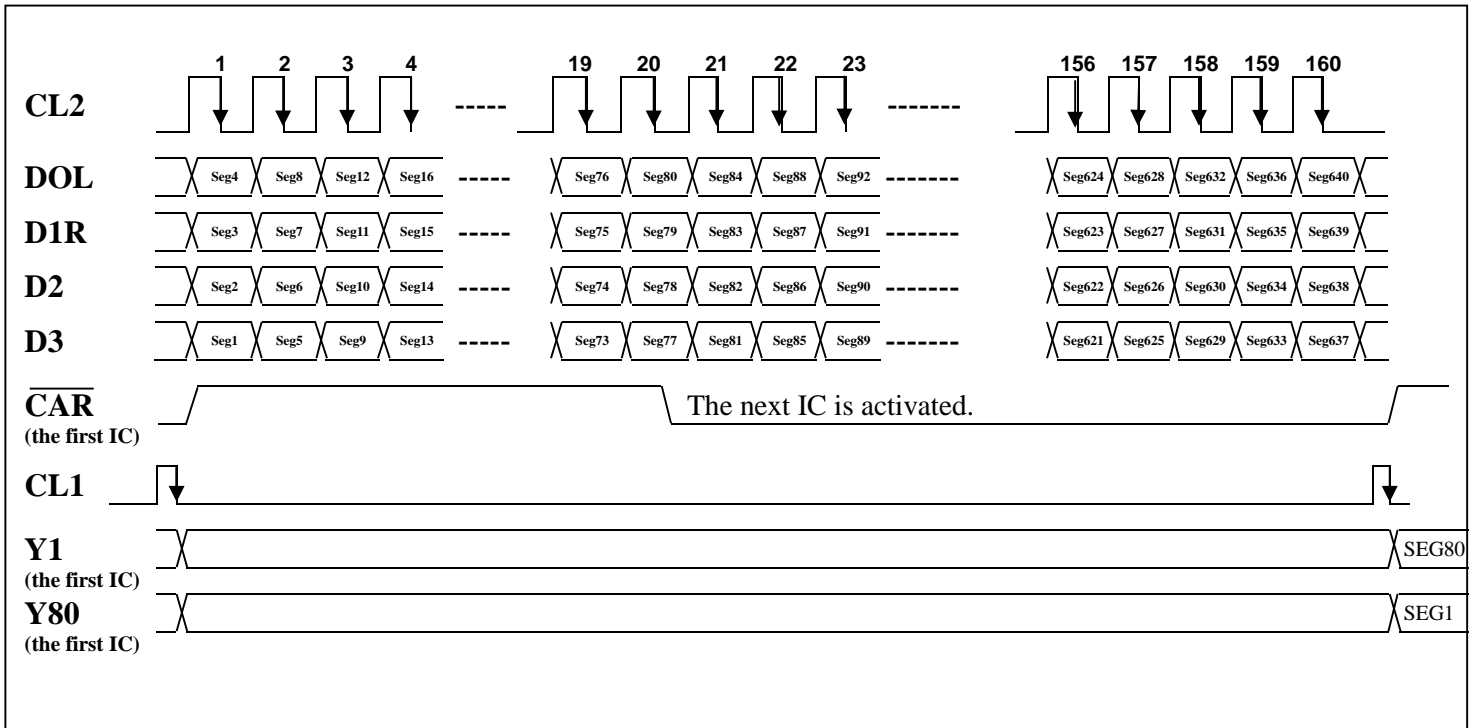 1 2 3 4 19 20 21 22 23 156 157 158 159 160
CL2 ----- -------
DOL Seg4 Seg8 Seg12 Seg16 ----- Seg76 Seg80 Seg84 Seg88 Seg92 ------- Seg624 Seg628 Seg632 Seg636 Seg640
D1R Seg3 Seg7 Seg11 Seg15 ----- Seg75 Seg79 Seg83 Seg87 Seg91 ------- Seg623 Seg627 Seg631 Seg635 Seg639
D2 Seg2 Seg6 Seg10 Seg14 ----- Seg74 Seg78 Seg82 Seg86 Seg90 ------- Seg622 Seg626 Seg630 Seg634 Seg638
D3 Seg1 Seg5 Seg9 Seg13 ----- Seg73 Seg77 Seg81 Seg85 Seg89 ------- Seg621 Seg625 Seg629 Seg633 Seg637
CAR The next IC is activated.
(the first IC)
CL1
Y1 SEG80
(the first IC)
Y80 SEG1
(the first IC)